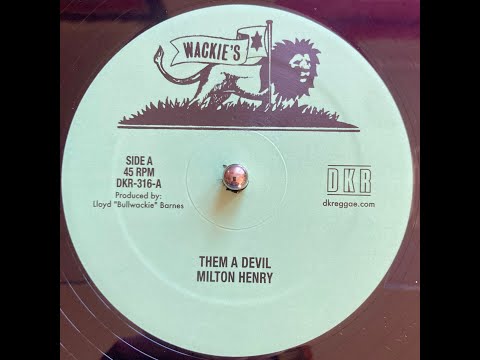 WACKIE'S
SIDE A
45 RPM
DKR-316-A
Produced by:
Lloyd "Bullwackie" Barnes
DKR
dkreggae.com
THEM A DEVIL
MILTON HENRY